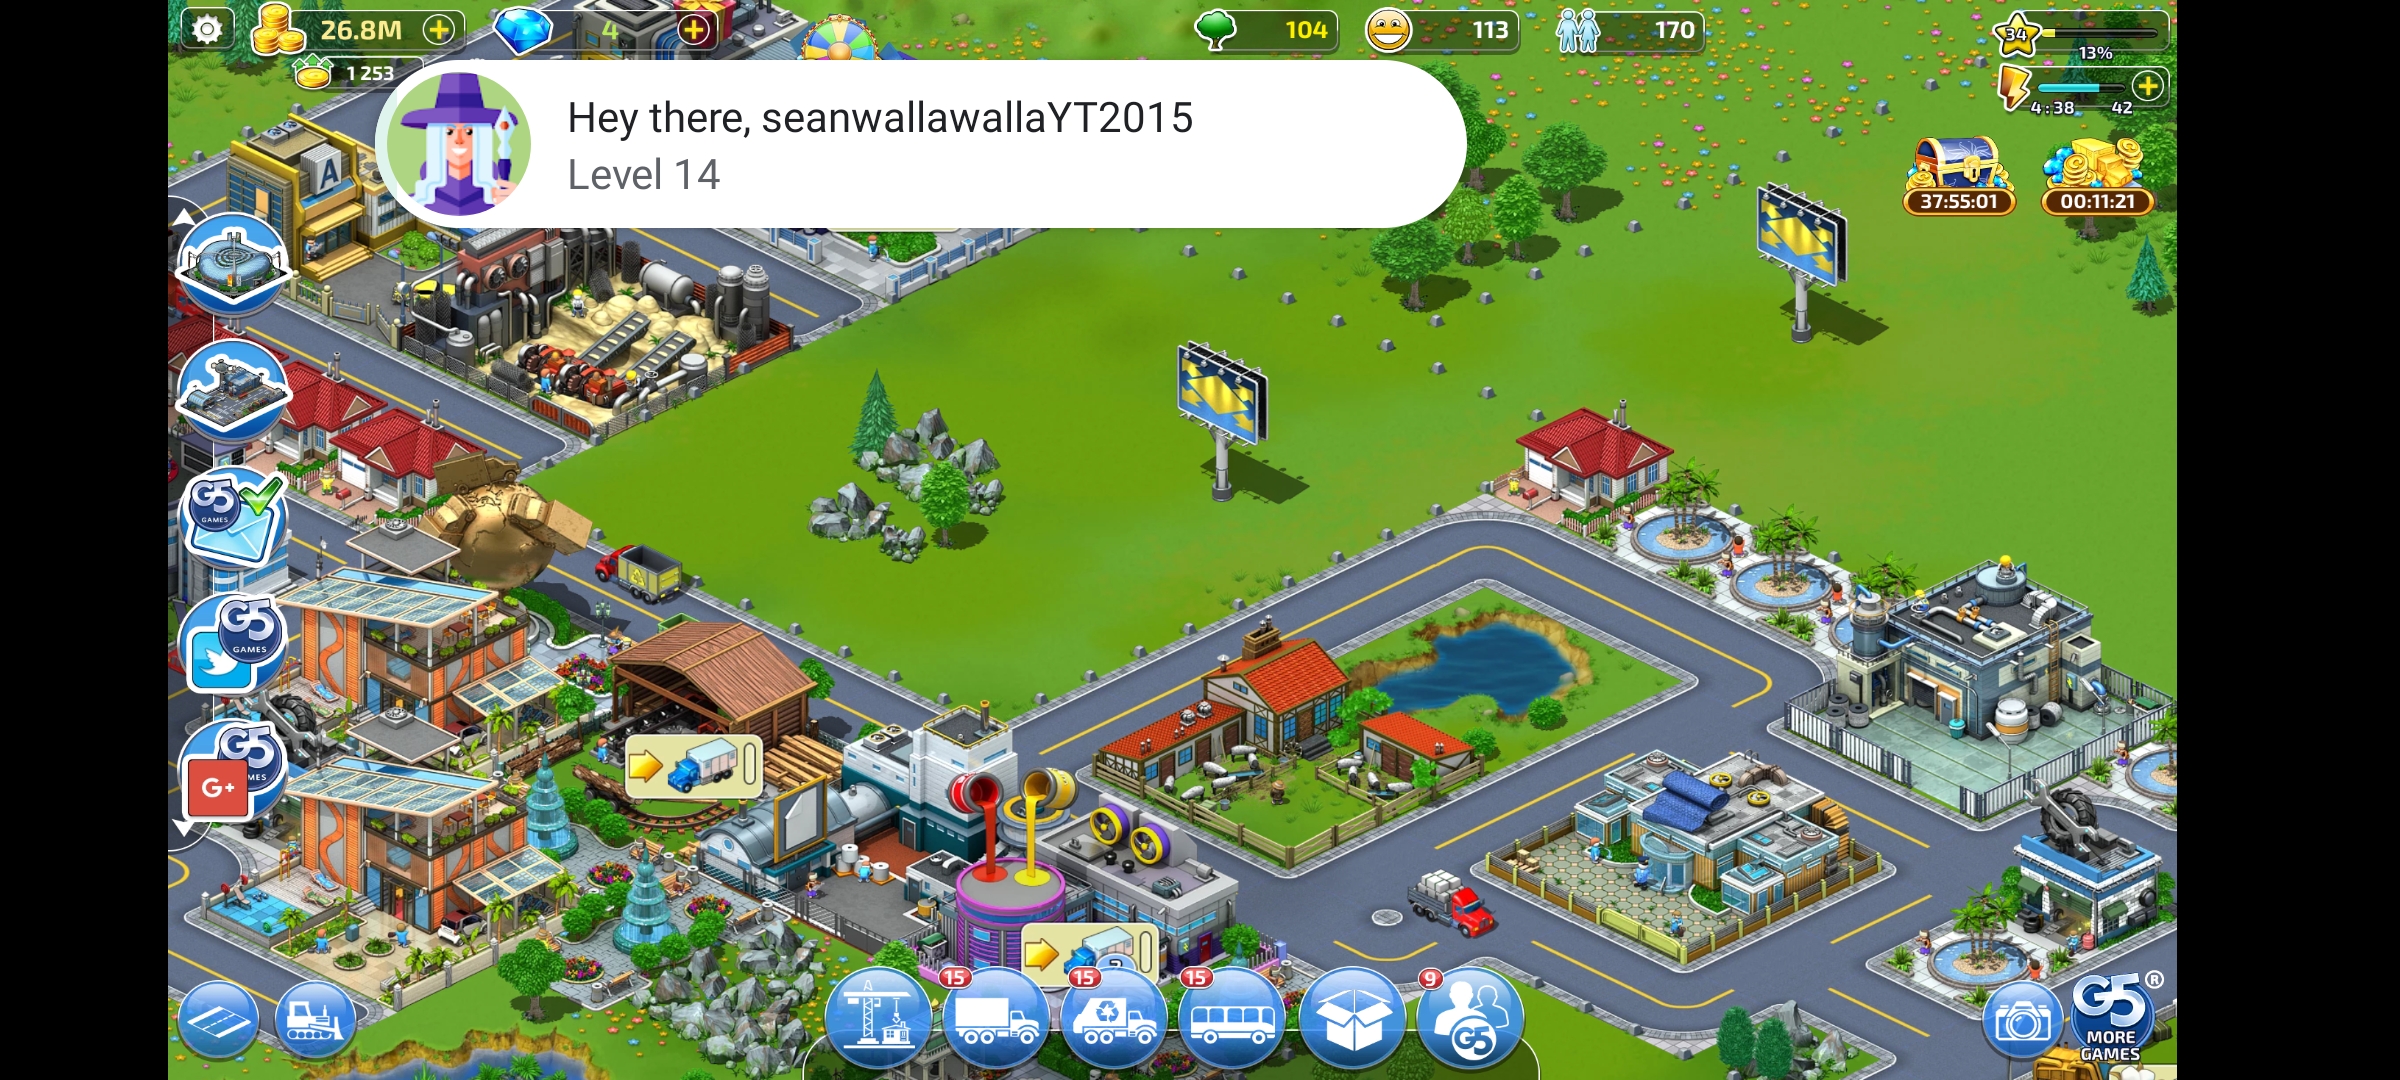 26.8M
4
104
113
170
34
13%
1 253
4:38
42
Hey there, seanwallawallaYT2015
Level 14
37:55:01
00:11:21
A
G5
GAMES
G5
GAMES
G5
MES
G+
15
15
15
9
G5
G5®
MORE
GAMES